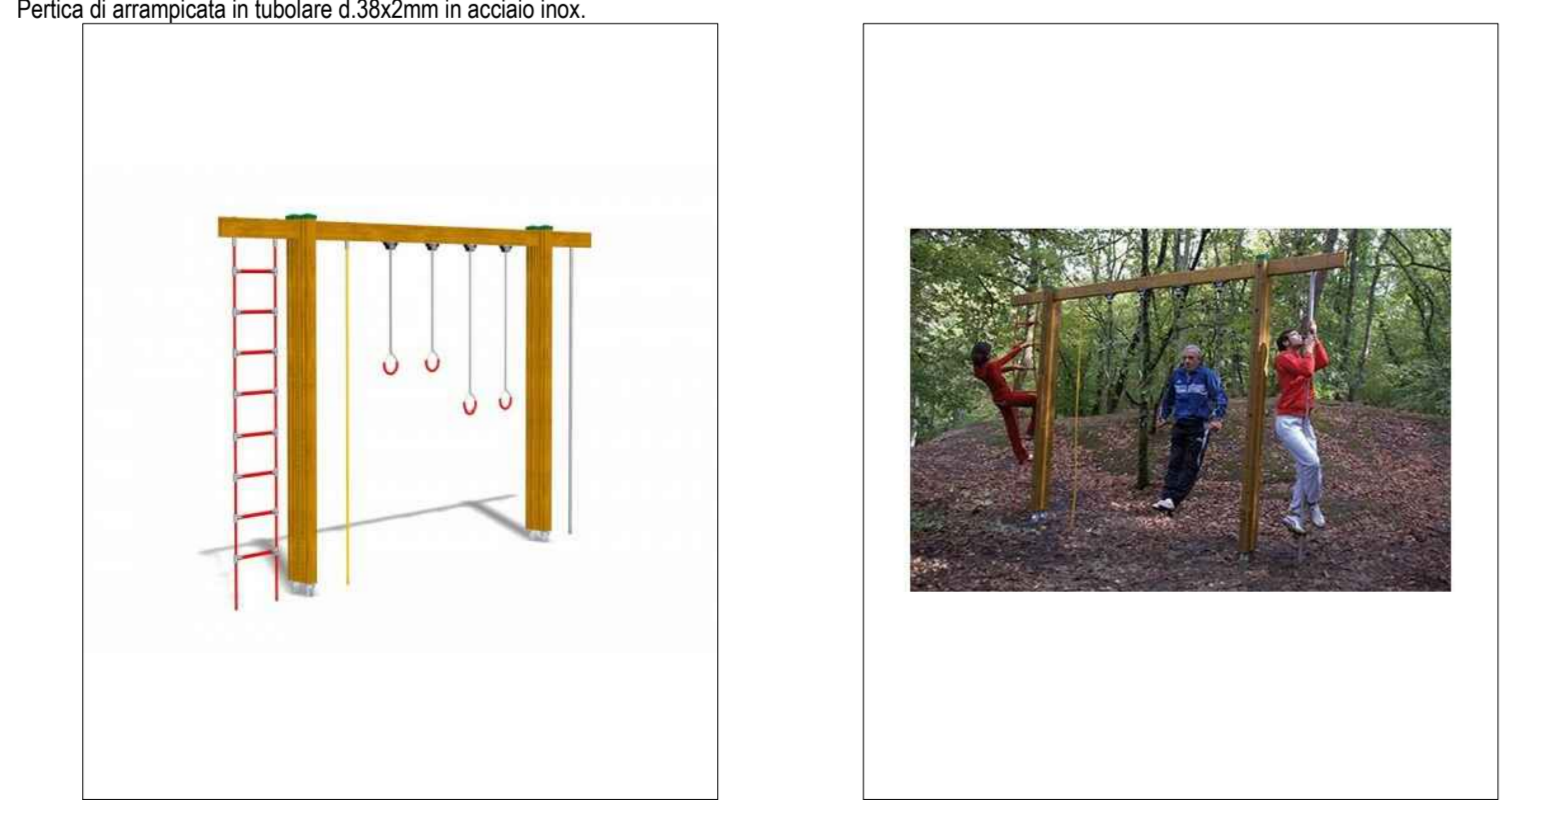 Pertica di arrampicata in tubolare d.38x2mm in acciaio inox.